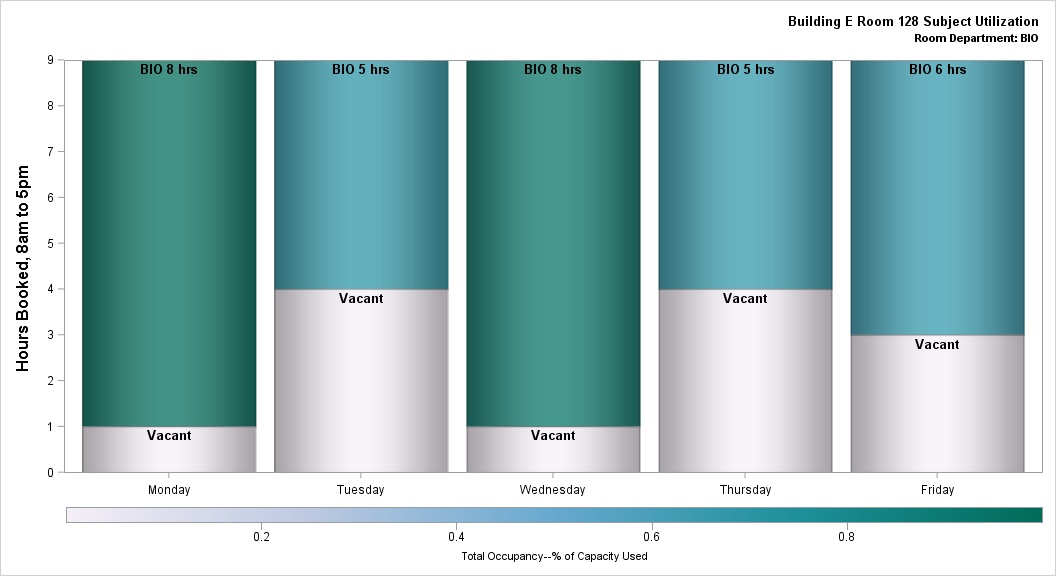 Building E Room 128 Subject Utilization
Room Department: BIO
Hours Booked, 8am to 5pm
9
8
7
6
5
4
3
2
1
0
BIO 8 hrs
BIO 5 hrs
BIO 8 hrs
BIO 5 hrs
BIO 6 hrs
Vacant
Vacant
Vacant
Vacant
Vacant
Monday
Tuesday
Wednesday
Thursday
Friday
0.2
0.4
0.6
0.8
Total Occupancy--% of Capacity Used